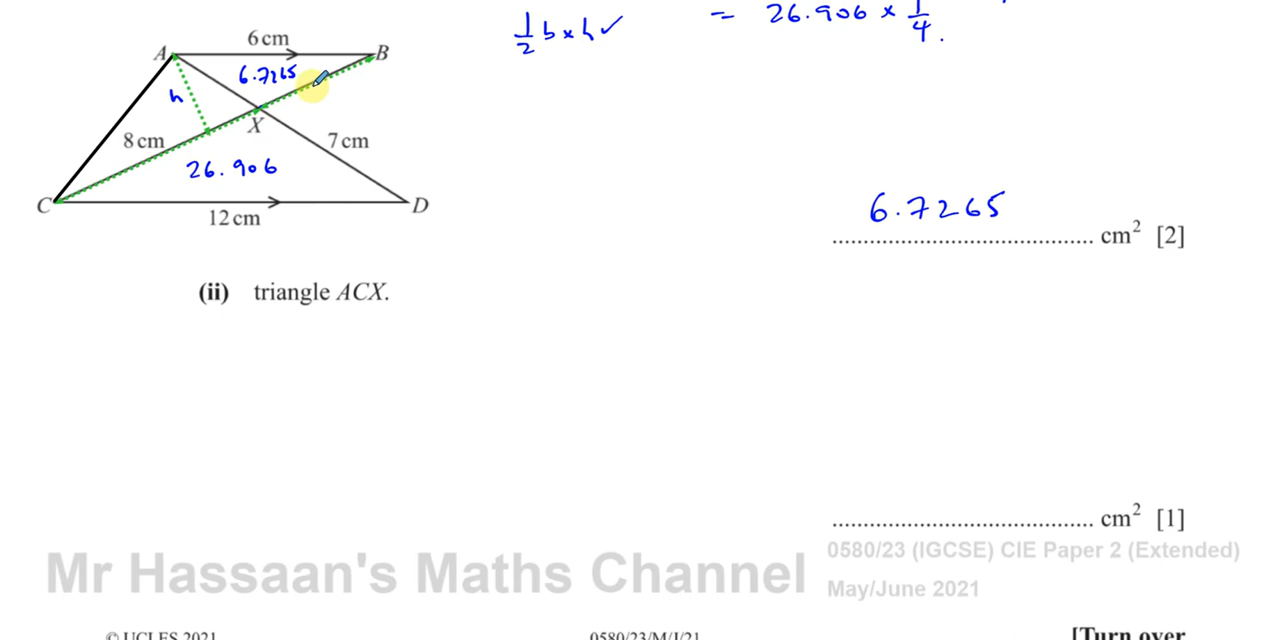 ½ b × h ✓ = 26.906 × ¼.
6 cm
A B
6.7265
h
X
8 cm 7 cm
26.906
C D
12 cm
6.7265
........................................... cm² [2]
(ii) triangle ACX.
........................................... cm² [1]
Mr Hassaan's Maths Channel
0580/23 (IGSCE) CIE Paper 2 (Extended)
May/June 2021
© UCLES 2021 0580/23/M/J/21 [Turn over